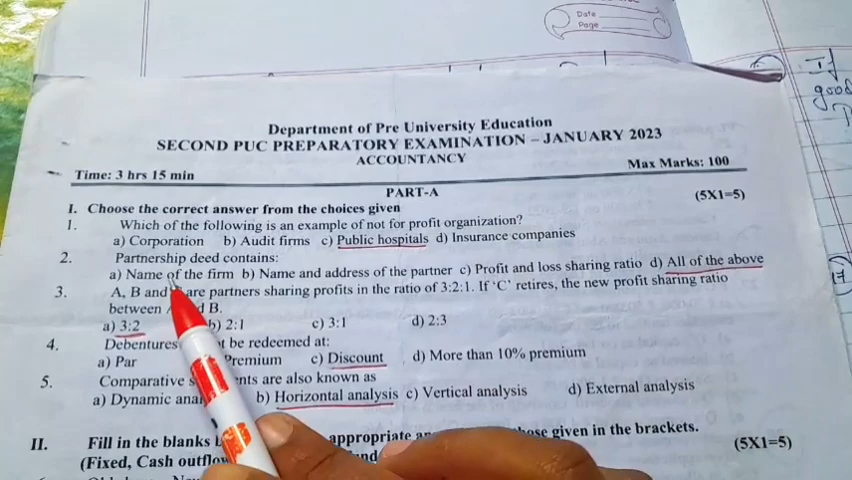 Date
Page
If
good
Department of Pre University Education
SECOND PUC PREPARATORY EXAMINATION – JANUARY 2023
ACCOUNTANCY
Time: 3 hrs 15 min Max Marks: 100
PART-A
I. Choose the correct answer from the choices given (5X1=5)
1. Which of the following is an example of not for profit organization?
a) Corporation b) Audit firms c) Public hospitals d) Insurance companies
2. Partnership deed contains:
a) Name of the firm b) Name and address of the partner c) Profit and loss sharing ratio d) All of the above
3. A, B and are partners sharing profits in the ratio of 3:2:1. If ‘C’ retires, the new profit sharing ratio
between B.
a) 3:2 b) 2:1 c) 3:1 d) 2:3
4. Debentures be redeemed at:
a) Par Premium c) Discount d) More than 10% premium
5. Comparative are also known as
a) Dynamic b) Horizontal analysis c) Vertical analysis d) External analysis
II. Fill in the blanks appropriate given in the brackets.
(Fixed, Cash (5X1=5)
17